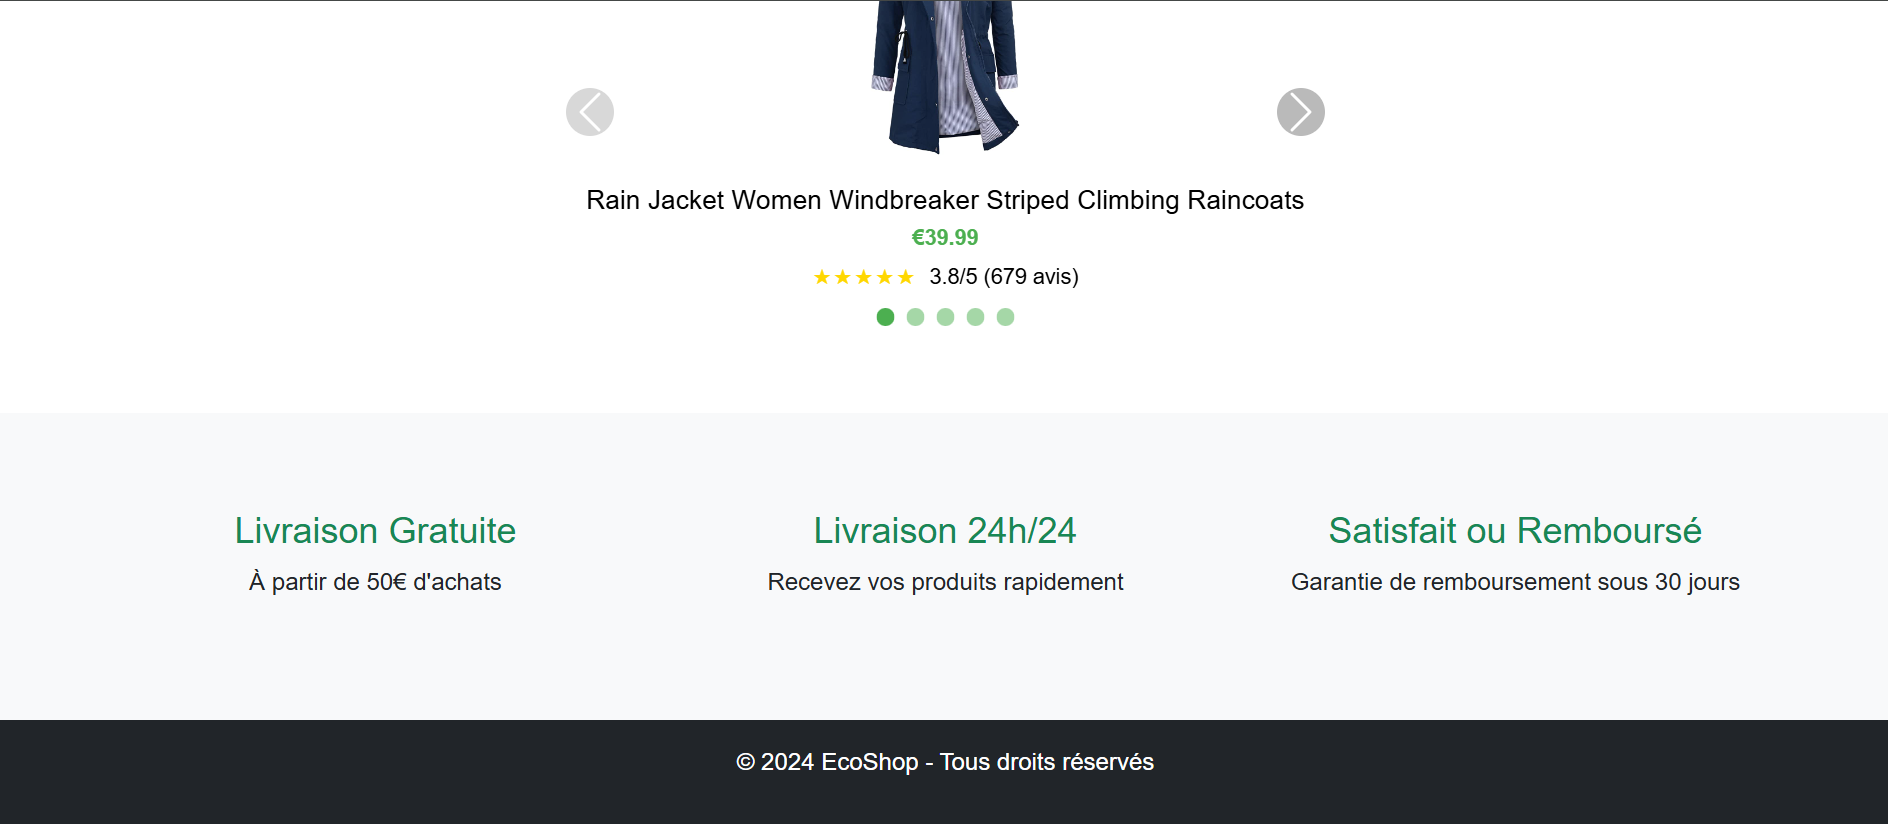 Rain Jacket Women Windbreaker Striped Climbing Raincoats
€39.99
★★★★★ 3.8/5 (679 avis)
Livraison Gratuite
À partir de 50€ d'achats
Livraison 24h/24
Recevez vos produits rapidement
Satisfait ou Remboursé
Garantie de remboursement sous 30 jours
© 2024 EcoShop - Tous droits réservés